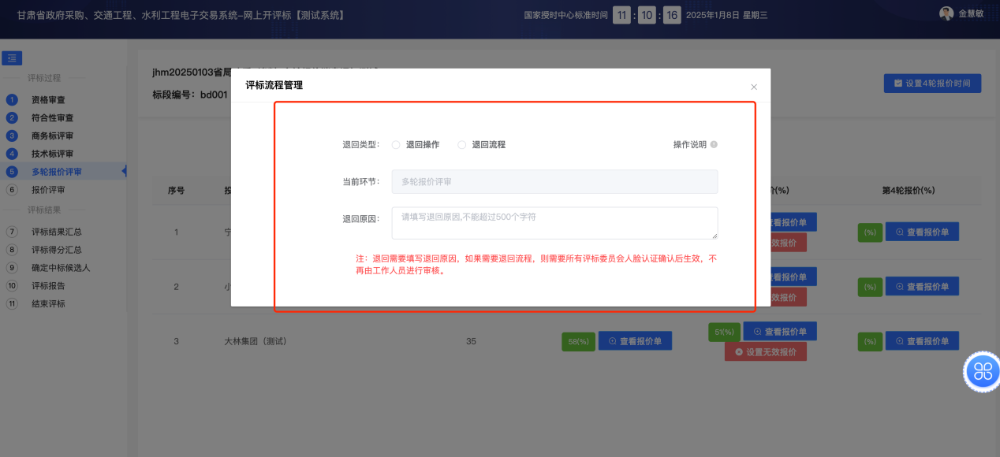 甘肃省政府采购、交通工程、水利工程电子交易系统-网上开评标【测试系统】
国家授时中心标准时间 11 : 10 : 16 2025年1月8日 星期三
金慧敏
评标过程
1 资格审查
2 符合性审查
3 商务标评审
4 技术标评审
5 多轮报价评审
6 报价评审
评标结果
7 评标结果汇总
8 评标得分汇总
9 确定中标候选人
10 评标报告
11 结束评标
jhm20250103省局
标段编号：bd001
设置4轮报价时间
评标流程管理
退回类型： 退回操作 退回流程 操作说明
当前环节： 多轮报价评审
退回原因： 请填写退回原因,不能超过500个字符
注：退回需要填写退回原因，如果需要退回流程，则需要所有评标委员会人脸认证确认后生效，不
再由工作人员进行审核。
序号 价(%) 第4轮报价(%)
1 宁 查看报价单 (%) 查看报价单
效报价
2 小 查看报价单 (%) 查看报价单
效报价
3 大林集团（测试） 35 58(%) 查看报价单 51(%) 查看报价单 (%) 查看报价单
设置无效报价